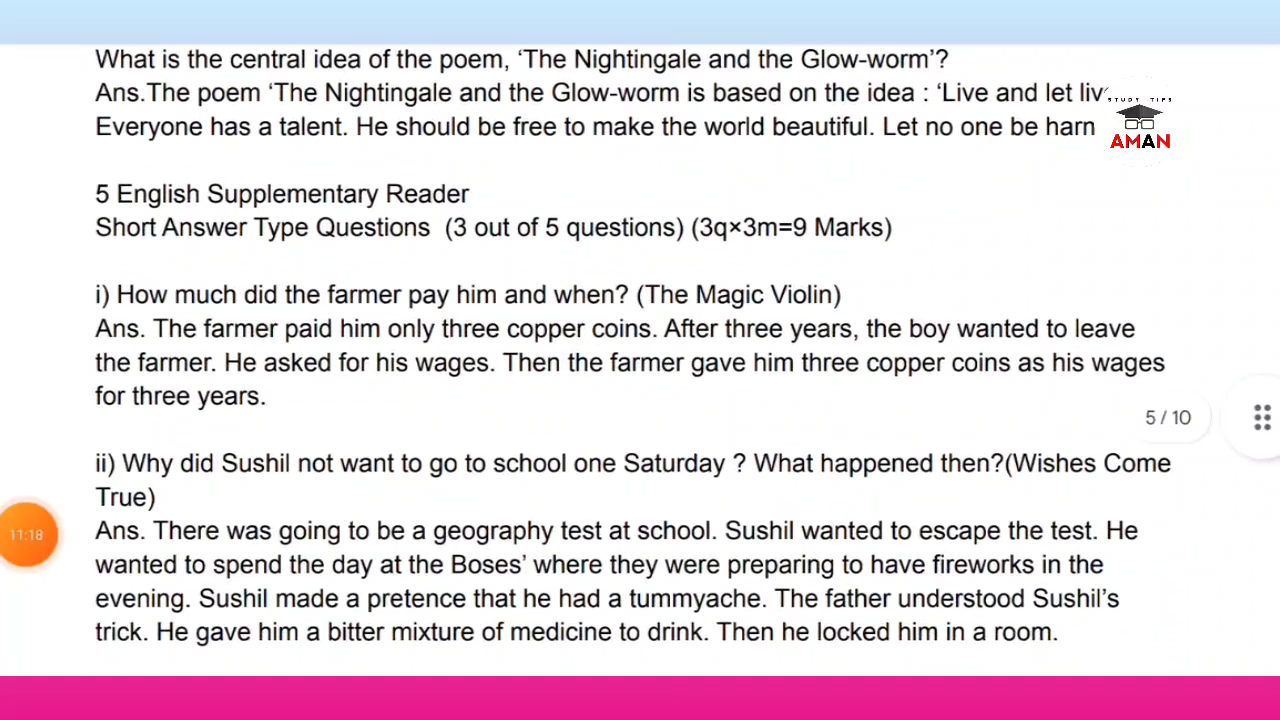 What is the central idea of the poem, ‘The Nightingale and the Glow-worm’?
Ans.The poem ‘The Nightingale and the Glow-worm is based on the idea : ‘Live and let
Everyone has a talent. He should be free to make the world beautiful. Let no one be
STUDY TIPS
AMAN
5 English Supplementary Reader
Short Answer Type Questions (3 out of 5 questions) (3q×3m=9 Marks)
i) How much did the farmer pay him and when? (The Magic Violin)
Ans. The farmer paid him only three copper coins. After three years, the boy wanted to leave
the farmer. He asked for his wages. Then the farmer gave him three copper coins as his wages
for three years.
5 / 10
ii) Why did Sushil not want to go to school one Saturday ? What happened then?(Wishes Come
True)
11:18
Ans. There was going to be a geography test at school. Sushil wanted to escape the test. He
wanted to spend the day at the Boses’ where they were preparing to have fireworks in the
evening. Sushil made a pretence that he had a tummyache. The father understood Sushil’s
trick. He gave him a bitter mixture of medicine to drink. Then he locked him in a room.